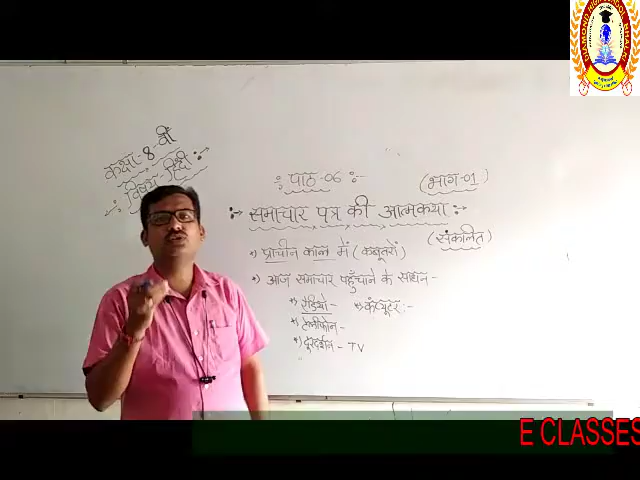 कक्षा-8 वीं
विषय- हिंदी
पाठ-06
(भाग-01)
समाचार पत्र की आत्मकथा
(संकलित)
प्राचीन काल में (कबूतरों)
आज समाचार पहुँचाने के साधन -
रेडियो - कंप्यूटर :-
टेलीफोन -
दूरदर्शन - TV
E CLASSES